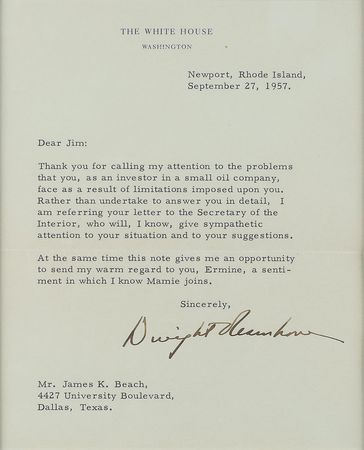 THE WHITE HOUSE
WASHINGTON
Newport, Rhode Island,
September 27, 1957.
Dear Jim:
Thank you for calling my attention to the problems
that you, as an investor in a small oil company,
face as a result of limitations imposed upon you.
Rather than undertake to answer you in detail, I
am referring your letter to the Secretary of the
Interior, who will, I know, give sympathetic
attention to your situation and to your suggestions.
At the same time this note gives me an opportunity
to send my warm regard to you, Ermine, a senti-
ment in which I know Mamie joins.
Sincerely,
Dwight Eisenhower
Mr. James K. Beach,
4427 University Boulevard,
Dallas, Texas.